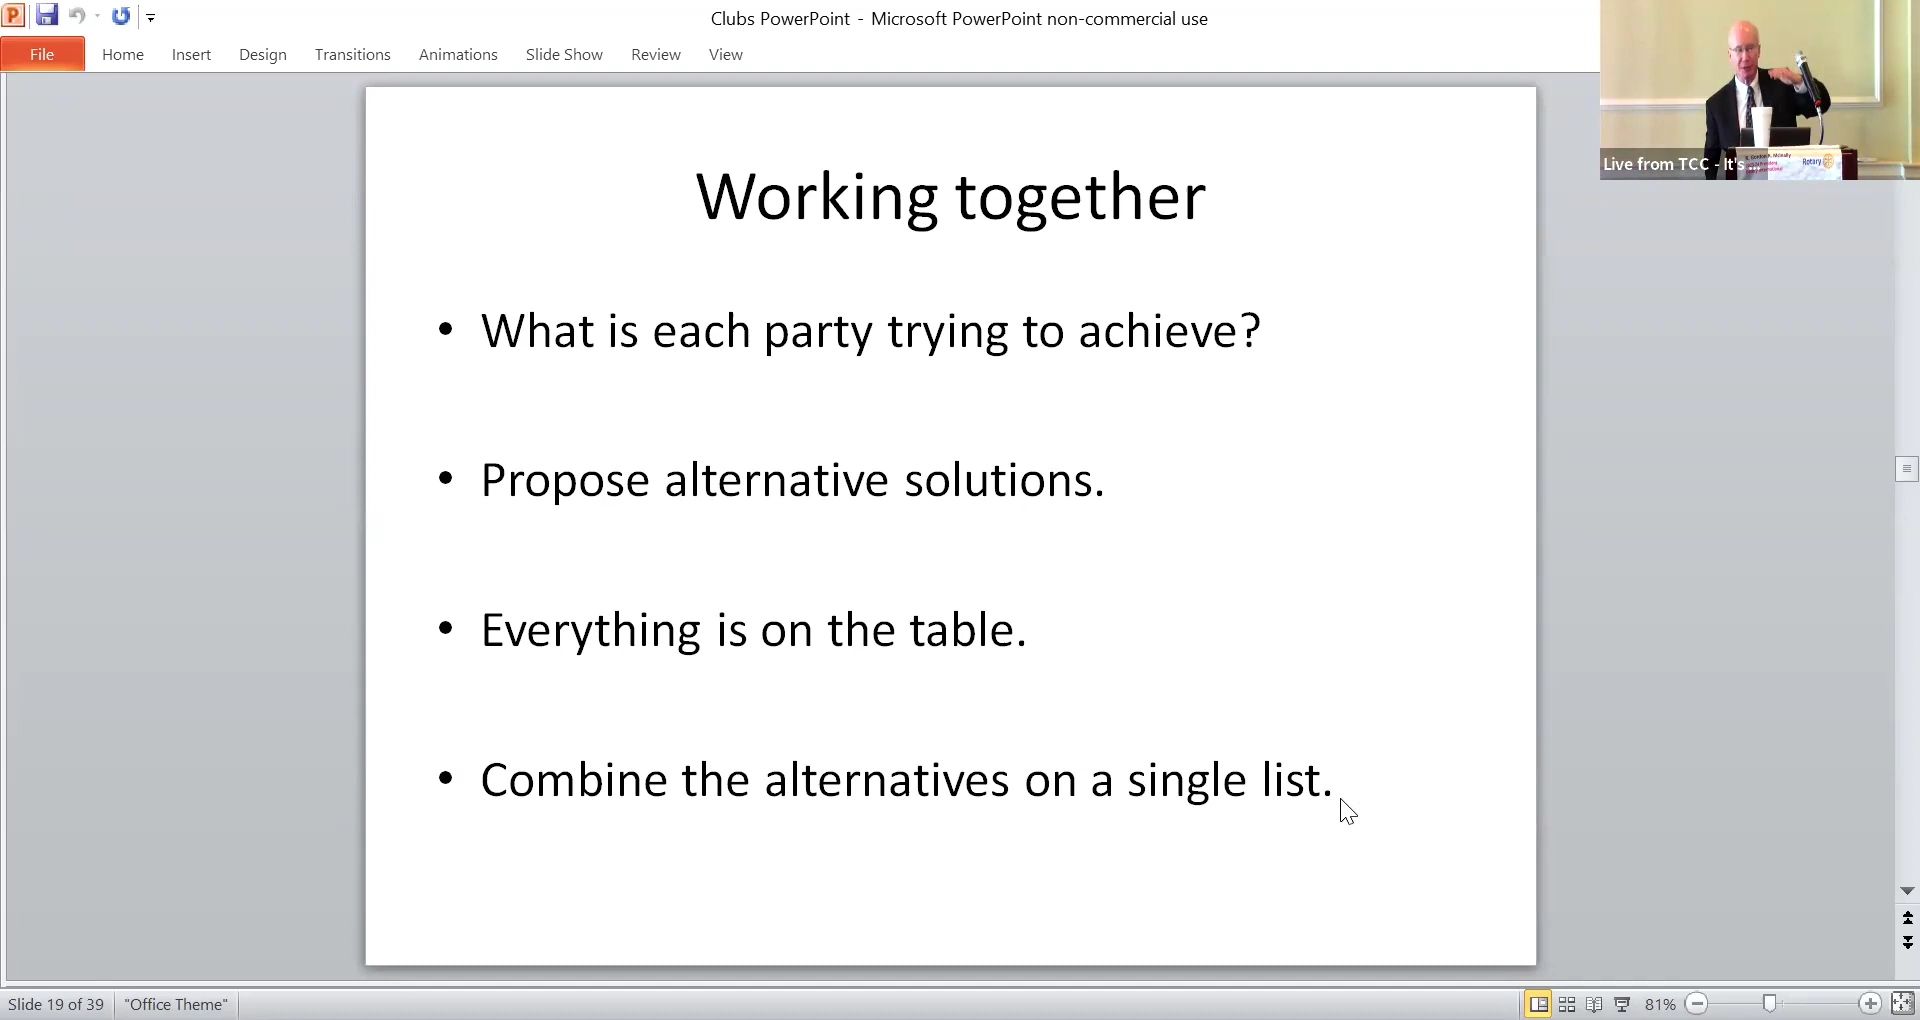 Clubs PowerPoint - Microsoft PowerPoint non-commercial use
File Home Insert Design Transitions Animations Slide Show Review View
Live from TCC - It's ...
Rotary
Working together
• What is each party trying to achieve?
• Propose alternative solutions.
• Everything is on the table.
• Combine the alternatives on a single list.
Slide 19 of 39 "Office Theme" 81%